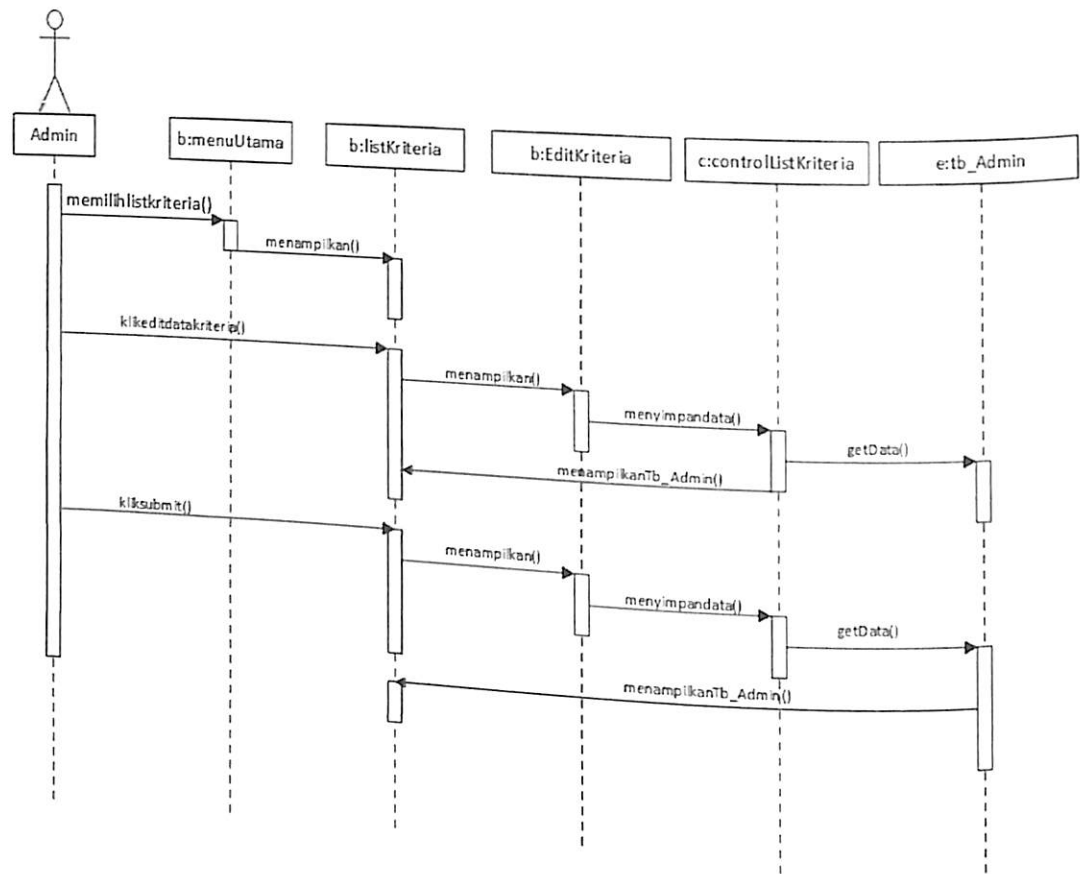 Admin
b:menuUtama
b:listKriteria
b:EditKriteria
c:controlListKriteria
e:tb_Admin
memilihlistkriteria()
menampilkan()
klikeditdatakriteria()
menampilkan()
menyimpandata()
getData()
menampilkanTb_Admin()
kliksubmit()
menampilkan()
menyimpandata()
getData()
menampilkanTb_Admin()